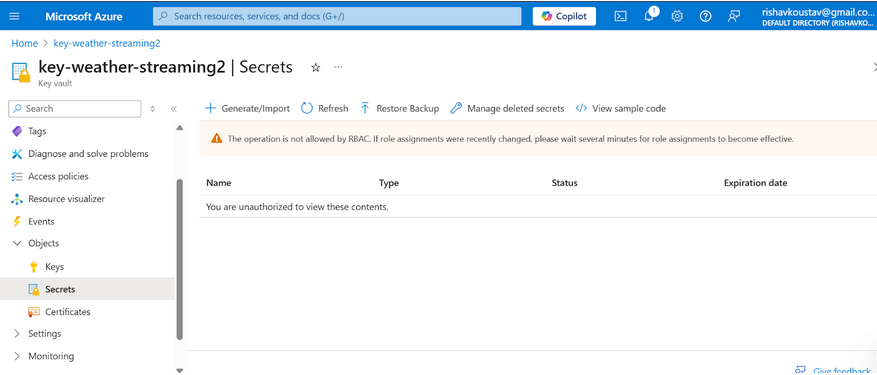 Microsoft Azure
Search resources, services, and docs (G+/)
Copilot
1
rishavkoustav@gmail.co...
DEFAULT DIRECTORY (RISHAVKO...
Home > key-weather-streaming2
key-weather-streaming2 | Secrets
Key vault
Search
Generate/Import
Refresh
Restore Backup
Manage deleted secrets
View sample code
Tags
Diagnose and solve problems
Access policies
Resource visualizer
Events
Objects
Keys
Secrets
Certificates
Settings
Monitoring
The operation is not allowed by RBAC. If role assignments were recently changed, please wait several minutes for role assignments to become effective.
Name Type Status Expiration date
You are unauthorized to view these contents.
Give feedback